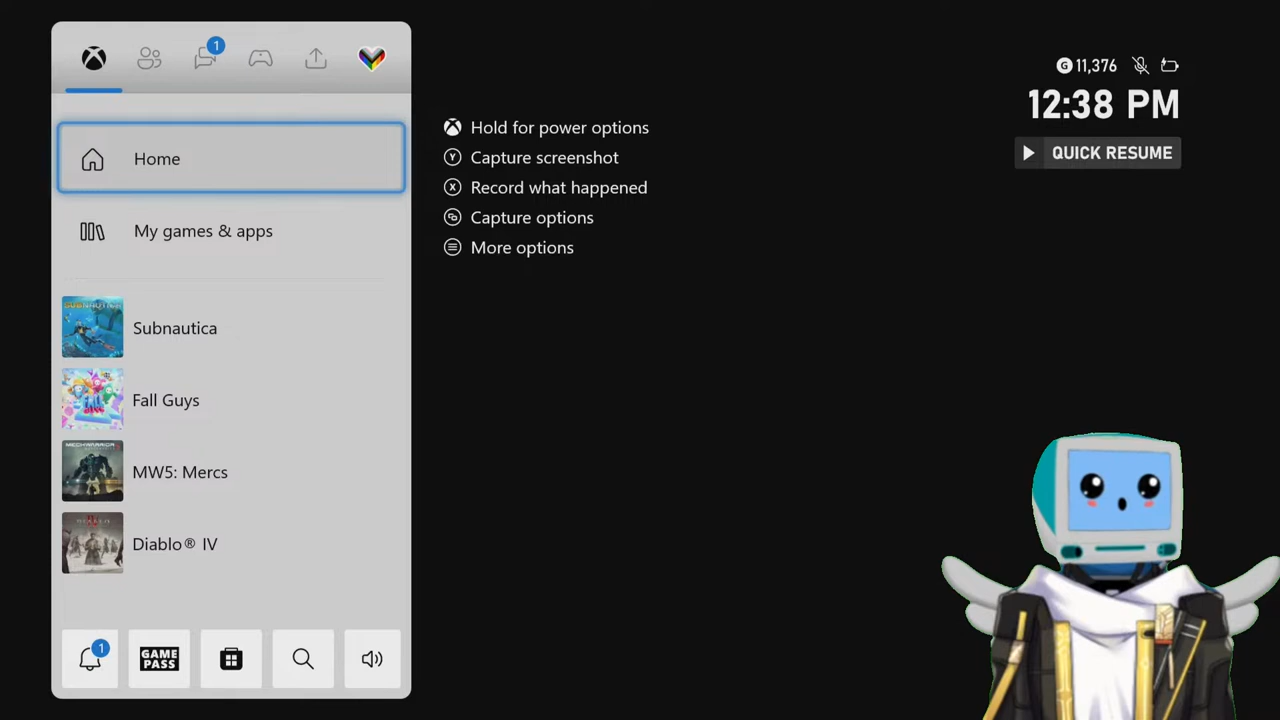 1
Home
My games & apps
Subnautica
Fall Guys
MW5: Mercs
Diablo® IV
1
GAME
PASS
Hold for power options
Y Capture screenshot
X Record what happened
Capture options
More options
G 11,376
12:38 PM
QUICK RESUME